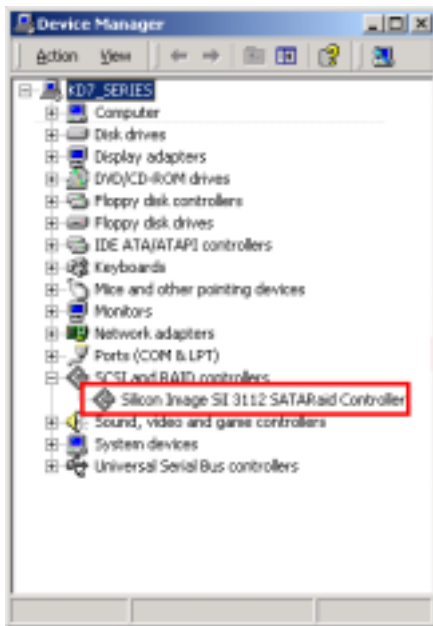 Device Manager
Action View
KD7_SERIES
Computer
Disk drives
Display adapters
DVD/CD-ROM drives
Floppy disk controllers
Floppy disk drives
IDE ATA/ATAPI controllers
Keyboards
Mice and other pointing devices
Monitors
Network adapters
Ports (COM & LPT)
SCSI and RAID controllers
Silicon Image SiI 3112 SATARaid Controller
Sound, video and game controllers
System devices
Universal Serial Bus controllers